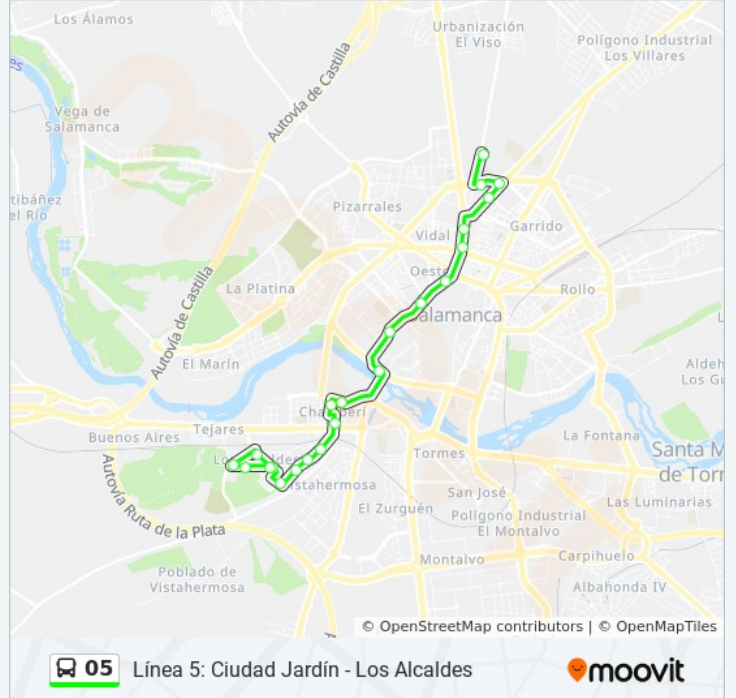 Los Álamos
Urbanización
El Viso
Polígono Industrial
Los Villares
Autovía de Castilla
es
Vega de
Salamanca
tibáñez
el Río
Pizarrales
Vidal
Garrido
Oeste
La Platina
Rollo
Salamanca
Autovía de Castilla
El Marín
Aldeh
Los Gu
Chamberí
Tejares
Buenos Aires
La Fontana
Santa M
de Torm
Tormes
Los Alcaldes
Vistahermosa
San José
Las Luminarias
El Zurguén
Polígono Industrial
El Montalvo
Autovía Ruta de la Plata
Montalvo
Carpihuelo
Poblado de
Vistahermosa
Albahonda IV
© OpenStreetMap contributors | © OpenMapTiles
05 Línea 5: Ciudad Jardín - Los Alcaldes
moovit